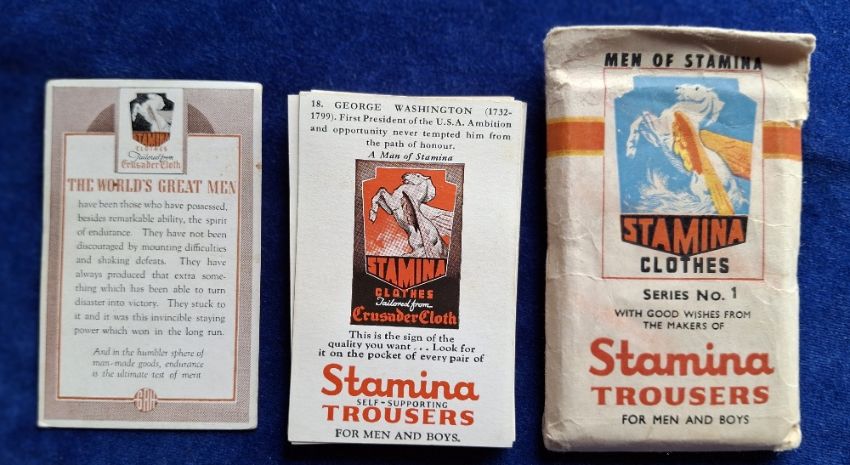 STAMINA
CLOTHES
Tailored from
Crusader Cloth
THE WORLD'S GREAT MEN
have been those who have possessed,
besides remarkable ability, the spirit
of endurance. They have not been
discouraged by mounting difficulties
and shaking defeats. They have
always produced that extra some-
thing which has been able to turn
disaster into victory. They stuck to
it and it was this invincible staying
power which won in the long run.
And in the humbler sphere of
man-made goods, endurance
is the ultimate test of merit
18. GEORGE WASHINGTON (1732-
1799). First President of the U.S.A. Ambition
and opportunity never tempted him from
the path of honour.
A Man of Stamina
STAMINA
CLOTHES
Tailored from
Crusader Cloth
This is the sign of the
quality you want . . . Look for
it on the pocket of every pair of
Stamina
SELF-SUPPORTING
TROUSERS
FOR MEN AND BOYS.
MEN OF STAMINA
STAMINA
CLOTHES
SERIES No. 1
WITH GOOD WISHES FROM
THE MAKERS OF
Stamina
TROUSERS
FOR MEN AND BOYS